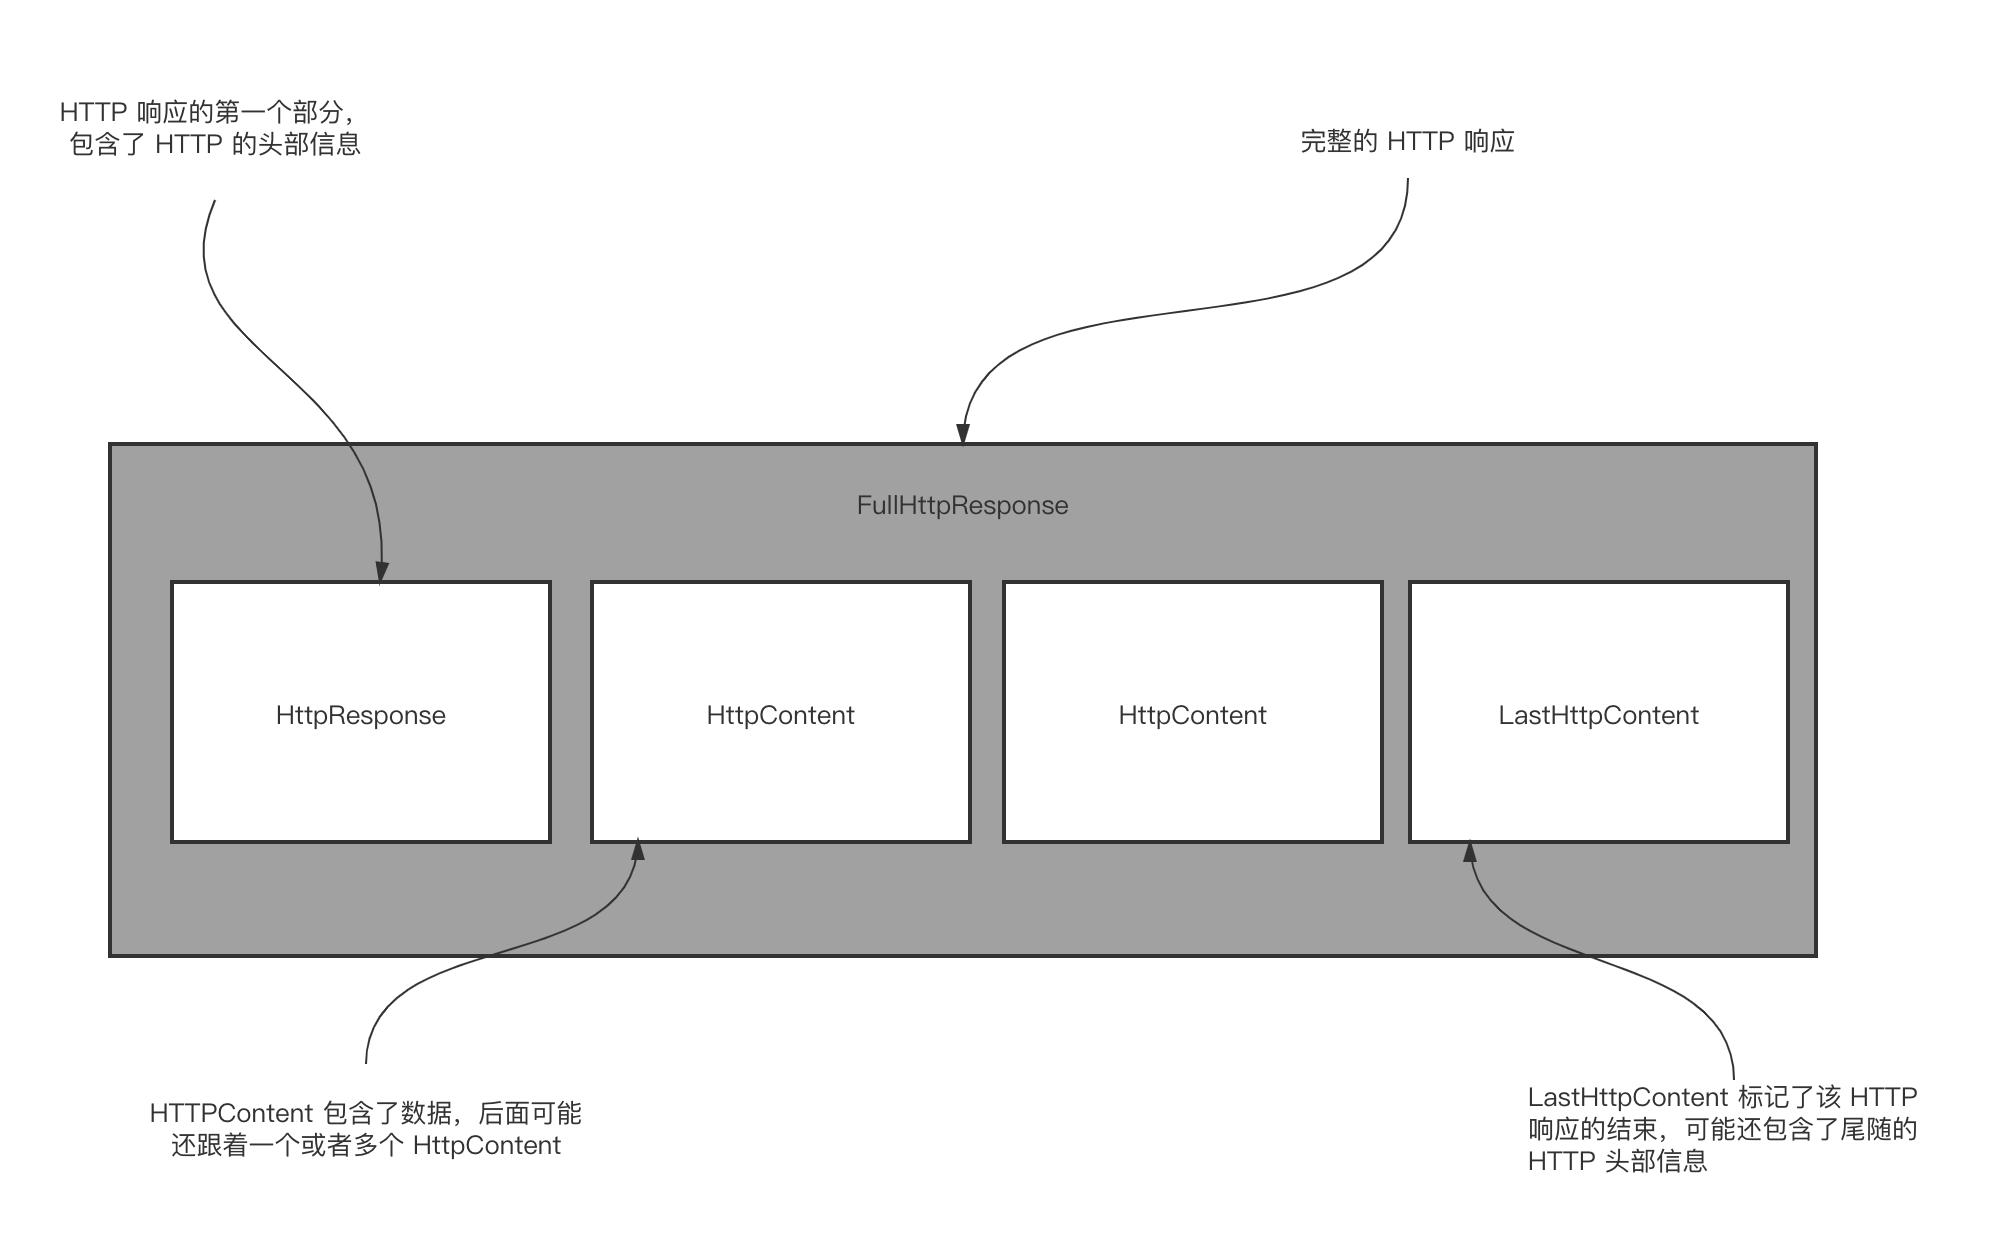 HTTP 响应的第一个部分，
包含了 HTTP 的头部信息
完整的 HTTP 响应
FullHttpResponse
HttpResponse
HttpContent
HttpContent
LastHttpContent
HTTPContent 包含了数据，后面可能
还跟着一个或者多个 HttpContent
LastHttpContent 标记了该 HTTP
响应的结束，可能还包含了尾随的
HTTP 头部信息